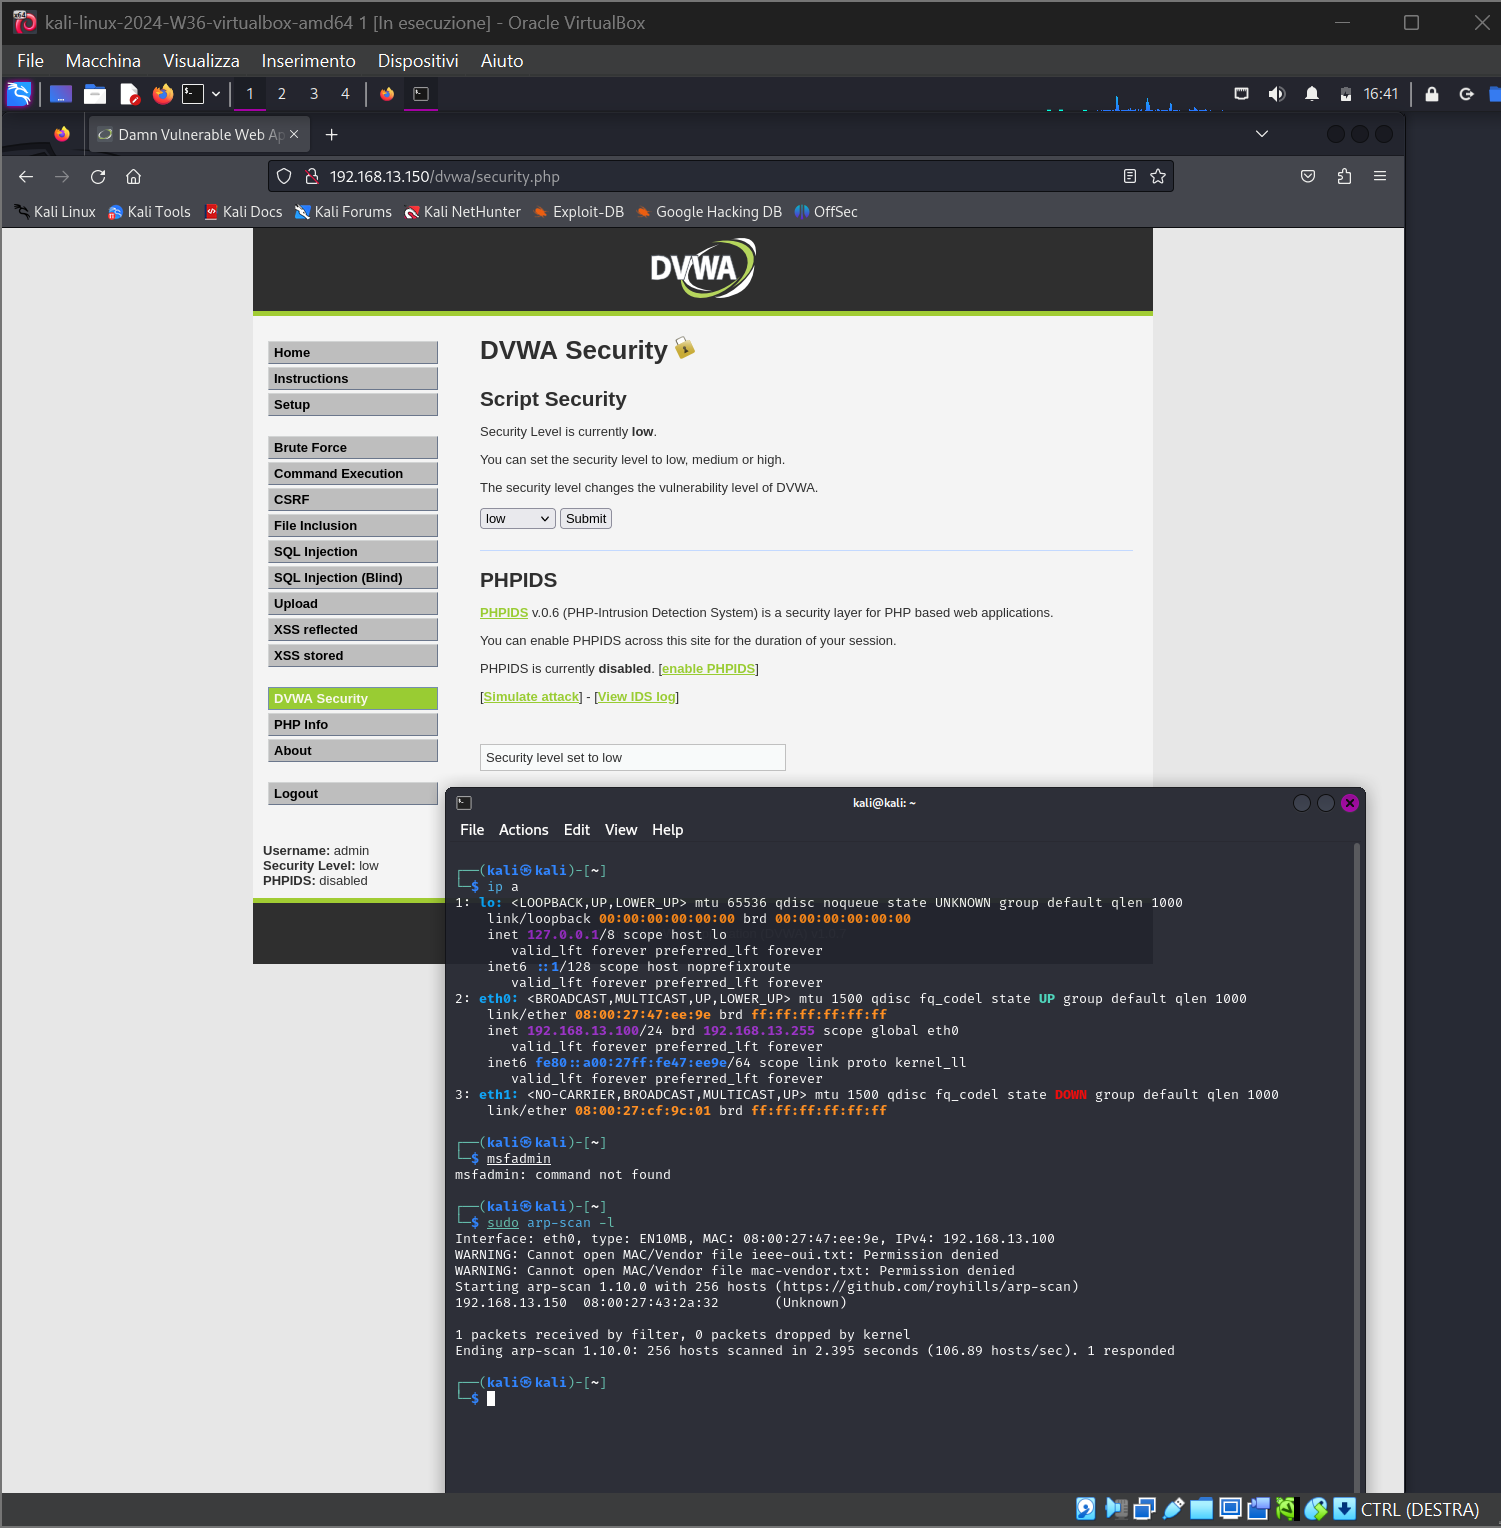 kali-linux-2024-W36-virtualbox-amd64 1 [In esecuzione] - Oracle VirtualBox
File Macchina Visualizza Inserimento Dispositivi Aiuto
1 2 3 4 16:41
Damn Vulnerable Web Ap
192.168.13.150/dvwa/security.php
Kali Linux Kali Tools Kali Docs Kali Forums Kali NetHunter Exploit-DB Google Hacking DB OffSec
DVWA
Home
Instructions
Setup
Brute Force
Command Execution
CSRF
File Inclusion
SQL Injection
SQL Injection (Blind)
Upload
XSS reflected
XSS stored
DVWA Security
PHP Info
About
Logout
Username: admin
Security Level: low
PHPIDS: disabled
DVWA Security
Script Security
Security Level is currently low.
You can set the security level to low, medium or high.
The security level changes the vulnerability level of DVWA.
low Submit
PHPIDS
PHPIDS v.0.6 (PHP-Intrusion Detection System) is a security layer for PHP based web applications.
You can enable PHPIDS across this site for the duration of your session.
PHPIDS is currently disabled. [enable PHPIDS]
[Simulate attack] - [View IDS log]
Security level set to low
kali@kali: ~
File Actions Edit View Help
┌──(kali㉿kali)-[~]
└─$ ip a
1: lo: <LOOPBACK,UP,LOWER_UP> mtu 65536 qdisc noqueue state UNKNOWN group default qlen 1000
link/loopback 00:00:00:00:00:00 brd 00:00:00:00:00:00
inet 127.0.0.1/8 scope host lo
valid_lft forever preferred_lft forever
inet6 ::1/128 scope host noprefixroute
valid_lft forever preferred_lft forever
2: eth0: <BROADCAST,MULTICAST,UP,LOWER_UP> mtu 1500 qdisc fq_codel state UP group default qlen 1000
link/ether 08:00:27:47:ee:9e brd ff:ff:ff:ff:ff:ff
inet 192.168.13.100/24 brd 192.168.13.255 scope global eth0
valid_lft forever preferred_lft forever
inet6 fe80::a00:27ff:fe47:ee9e/64 scope link proto kernel_ll
valid_lft forever preferred_lft forever
3: eth1: <NO-CARRIER,BROADCAST,MULTICAST,UP> mtu 1500 qdisc fq_codel state DOWN group default qlen 1000
link/ether 08:00:27:cf:9c:01 brd ff:ff:ff:ff:ff:ff
┌──(kali㉿kali)-[~]
└─$ msfadmin
msfadmin: command not found
┌──(kali㉿kali)-[~]
└─$ sudo arp-scan -l
Interface: eth0, type: EN10MB, MAC: 08:00:27:47:ee:9e, IPv4: 192.168.13.100
WARNING: Cannot open MAC/Vendor file ieee-oui.txt: Permission denied
WARNING: Cannot open MAC/Vendor file mac-vendor.txt: Permission denied
Starting arp-scan 1.10.0 with 256 hosts (https://github.com/royhills/arp-scan)
192.168.13.150 08:00:27:43:2a:32 (Unknown)
1 packets received by filter, 0 packets dropped by kernel
Ending arp-scan 1.10.0: 256 hosts scanned in 2.395 seconds (106.89 hosts/sec). 1 responded
┌──(kali㉿kali)-[~]
└─$
CTRL (DESTRA)